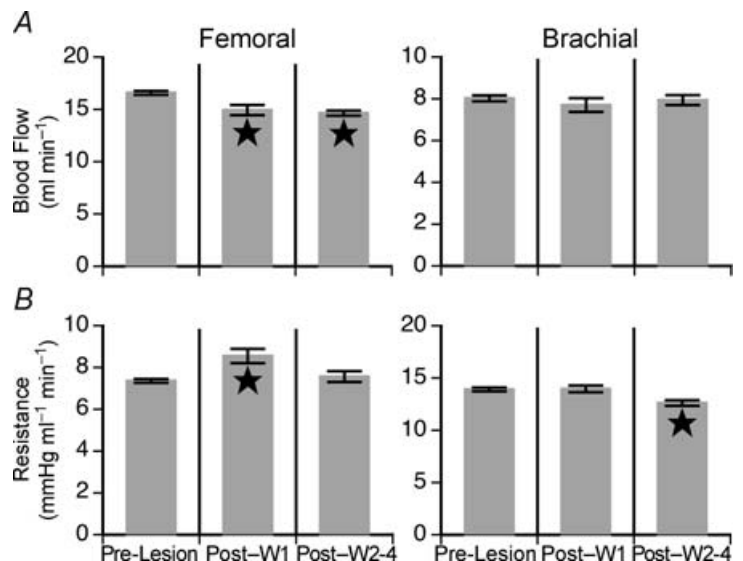 A
Femoral
Brachial
Blood Flow
(ml min⁻¹)
20
15
10
5
0
10
8
6
4
2
0
B
Resistance
(mmHg ml⁻¹ min⁻¹)
10
8
6
4
2
0
20
15
10
5
0
Pre-Lesion Post–W1 Post–W2-4
Pre-Lesion Post–W1 Post–W2-4